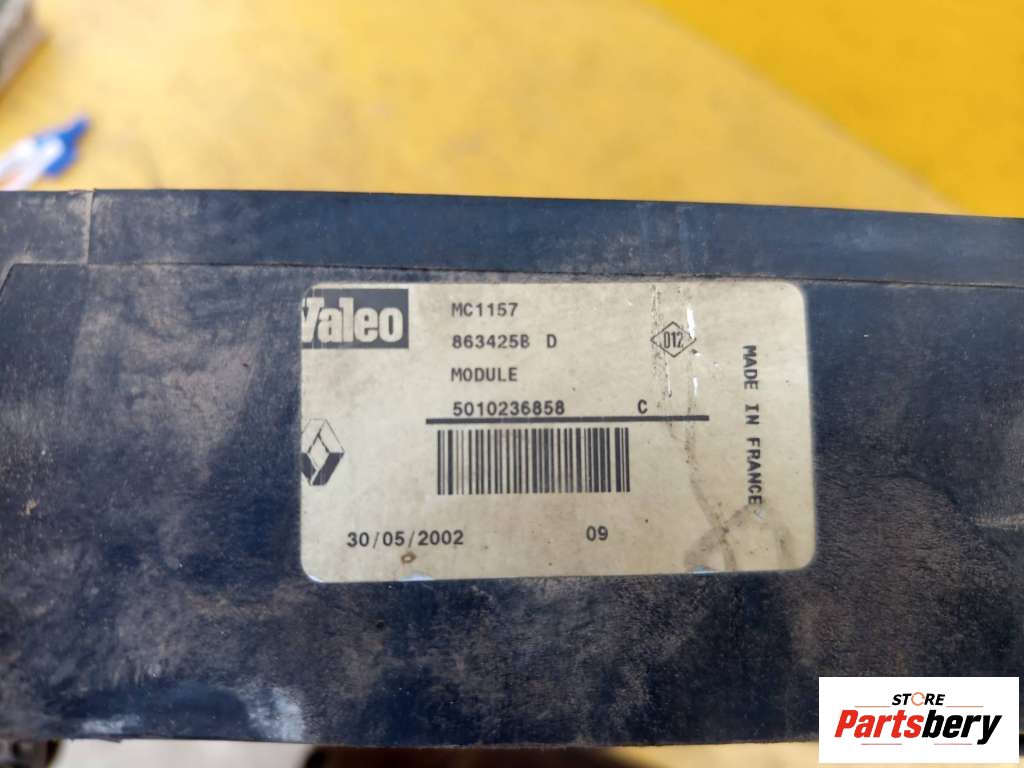 Valeo
MC1157
863425B D
MODULE
5010236858 C
D12
MADE IN FRANCE
30/05/2002 09
STORE
Partsbery